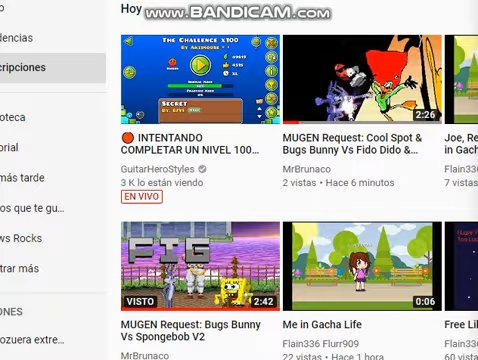 o
Hoy
www.BANDICAM.com
dencias
cripciones
oteca
orial
más tarde
os que te gu...
ws Rocks
trar más
ONES
ozuera extre...
The Challenge x100
Secret
🔴 INTENTANDO
COMPLETAR UN NIVEL 100...
GuitarHeroStyles
3 K lo están viendo
EN VIVO
2:26
MUGEN Request: Cool Spot &
Bugs Bunny Vs Fido Dido &...
MrBrunaco
2 vistas • Hace 6 minutos
Joe, Re
in Gacha
Flain336
7 vistas
FIG
VISTO
2:42
MUGEN Request: Bugs Bunny
Vs Spongebob V2
MrBrunaco
0:06
Me in Gacha Life
Flain336 Flurr909
22 vistas • Hace 1 hora
Free Li
Flain336
60 vistas